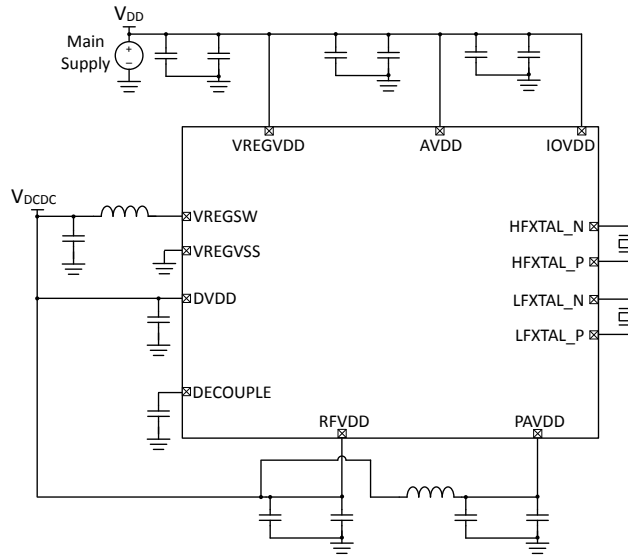 VDD
Main
Supply
+
−
VREGVDD
AVDD
IOVDD
VDCDC
VREGSW
VREGVSS
DVDD
DECOUPLE
HFXTAL_N
HFXTAL_P
LFXTAL_N
LFXTAL_P
RFVDD
PAVDD